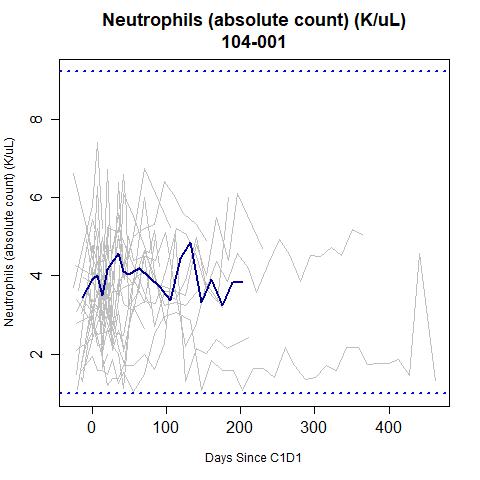 Neutrophils (absolute count) (K/uL)
104-001
Neutrophils (absolute count) (K/uL)
8
6
4
2
0 100 200 300 400
Days Since C1D1